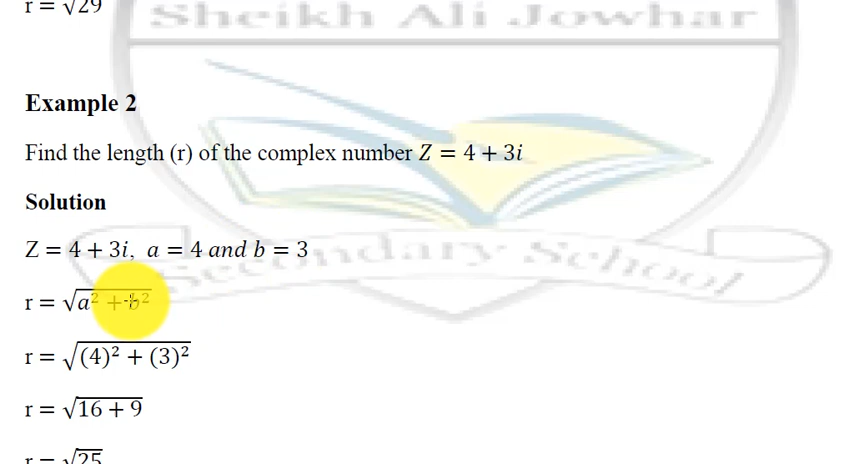 r = √29
Sheikh Ali Jowhar
Example 2
Find the length (r) of the complex number Z = 4 + 3i
Solution
Z = 4 + 3i, a = 4 and b = 3
Secondary School
r = √(a² + b²)
r = √((4)² + (3)²)
r = √(16 + 9)
r = √25